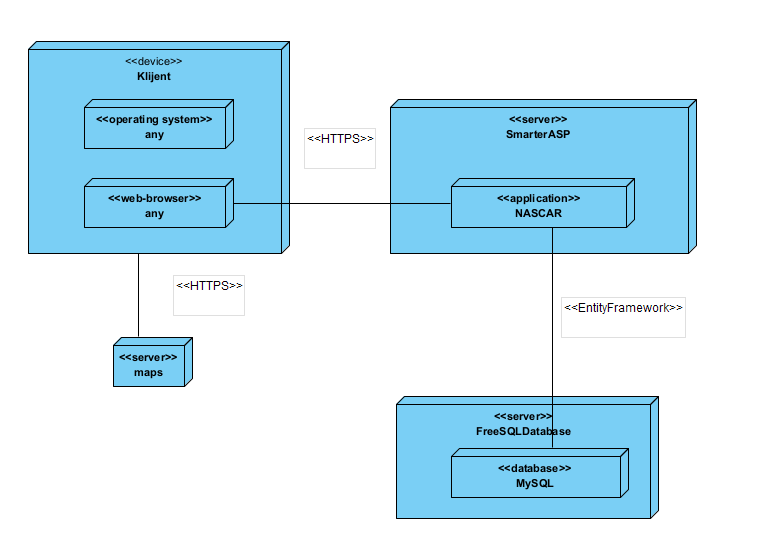 <<device>>
Klijent
<<operating system>>
any
<<web-browser>>
any
<<HTTPS>>
<<server>>
SmarterASP
<<application>>
NASCAR
<<HTTPS>>
<<server>>
maps
<<EntityFramework>>
<<server>>
FreeSQLDatabase
<<database>>
MySQL